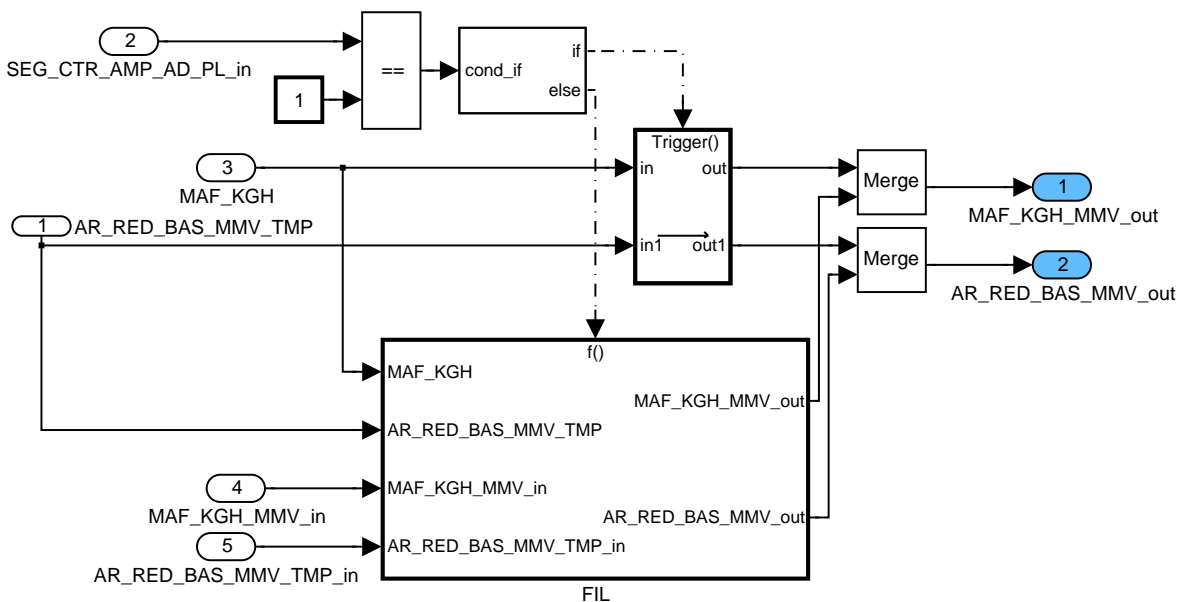 2
SEG_CTR_AMP_AD_PL_in
1
==
cond_if
if
else
3
MAF_KGH
1
AR_RED_BAS_MMV_TMP
Trigger()
in
out
in1
out1
Merge
1
MAF_KGH_MMV_out
Merge
2
AR_RED_BAS_MMV_out
f()
MAF_KGH
MAF_KGH_MMV_out
AR_RED_BAS_MMV_TMP
MAF_KGH_MMV_in
AR_RED_BAS_MMV_out
AR_RED_BAS_MMV_TMP_in
4
MAF_KGH_MMV_in
5
AR_RED_BAS_MMV_TMP_in
FIL